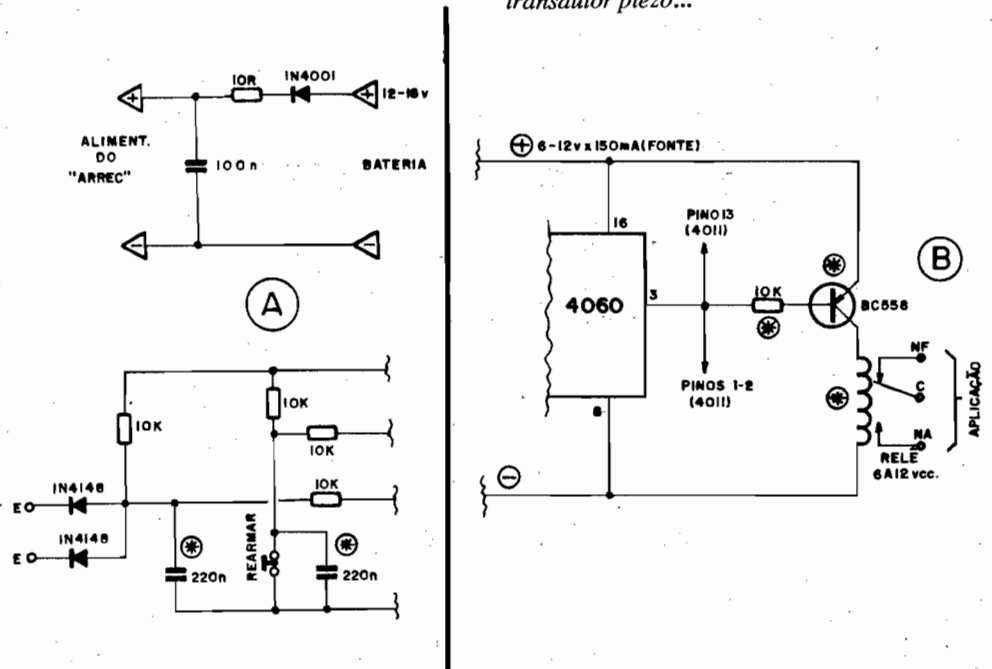 transdutor piezo...
10R
1N4001
+
+
12-16v
ALIMENT.
DO
"ARREC"
100n
BATERIA
-
-
A
10K
10K
10K
10K
1N4148
E
1N4148
E
*
220n
REARMAR
*
220n
+ 6-12v x 150mA (FONTE)
16
PINO 13
(4011)
4060
3
10K
*
*
BC558
B
PINOS 1-2
(4011)
8
*
NF
C
NA
APLICAÇÃO
RELE
6A12 vcc.
-